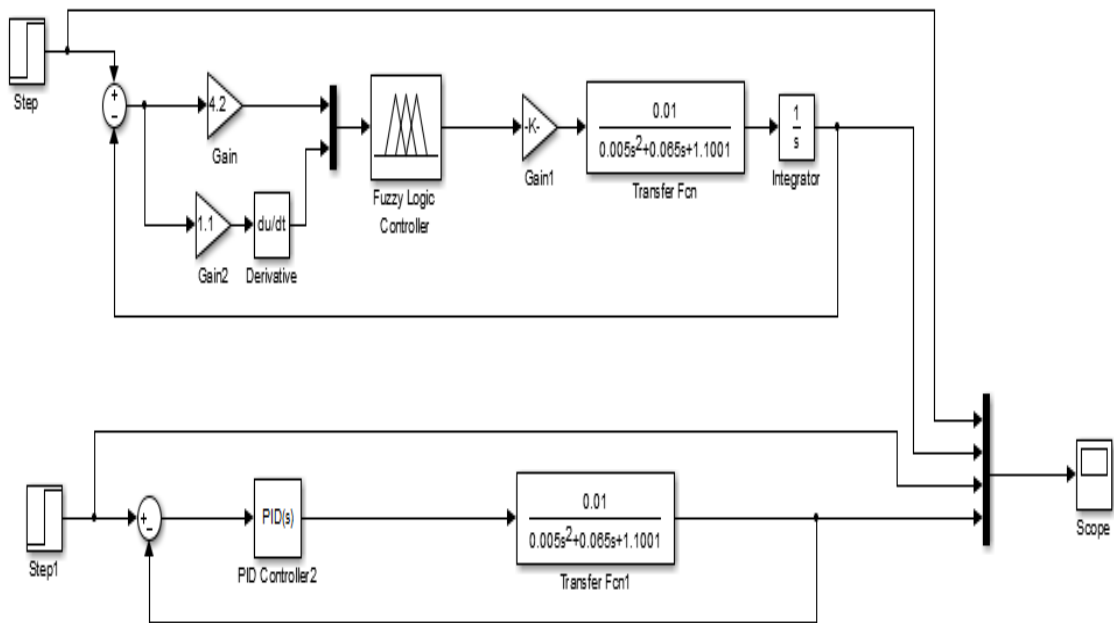 Step
+
−
4.2
Gain
1.1
Gain2
du/dt
Derivative
Fuzzy Logic
Controller
-K-
Gain1
0.01
0.005s²+0.065s+1.1001
Transfer Fcn
1
s
Integrator
Step1
+
−
PID(s)
PID Controller2
0.01
0.005s²+0.065s+1.1001
Transfer Fcn1
Scope